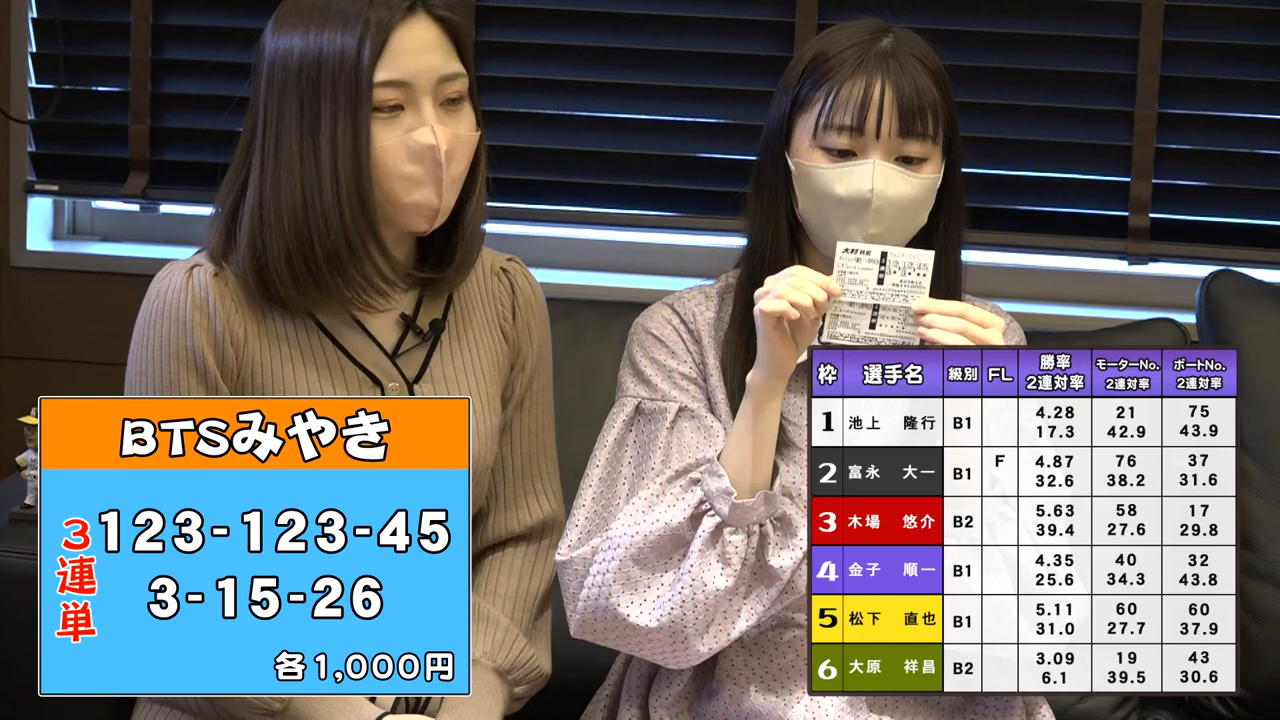 大村
BTSみやき
3連単
123-123-45
3-15-26
各1,000円
枠 選手名 級別 FL 勝率 2連対率 モーターNo. 2連対率 ボートNo. 2連対率
1 池上 隆行 B1 4.28 17.3 21 42.9 75 43.9
2 富永 大一 B1 F 4.87 32.6 76 38.2 37 31.6
3 木場 悠介 B2 5.63 39.4 58 27.6 17 29.8
4 金子 順一 B1 4.35 25.6 40 34.3 32 43.8
5 松下 直也 B1 5.11 31.0 60 27.7 60 37.9
6 大原 祥昌 B2 3.09 6.1 19 39.5 43 30.6